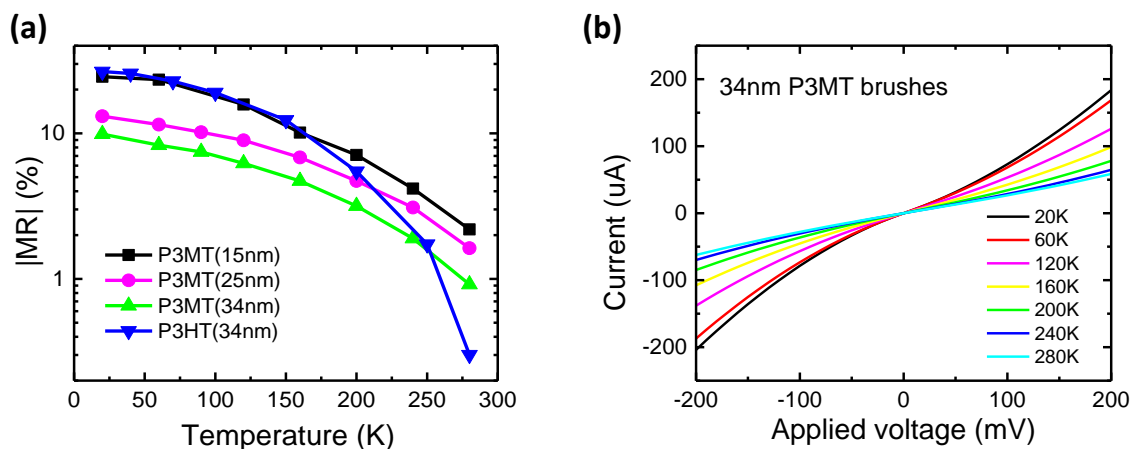 (a)
|MR| (%)
10
1
P3MT(15nm)
P3MT(25nm)
P3MT(34nm)
P3HT(34nm)
0 50 100 150 200 250 300
Temperature (K)
(b)
34nm P3MT brushes
Current (uA)
200
100
0
-100
-200
20K
60K
120K
160K
200K
240K
280K
-200 -100 0 100 200
Applied voltage (mV)